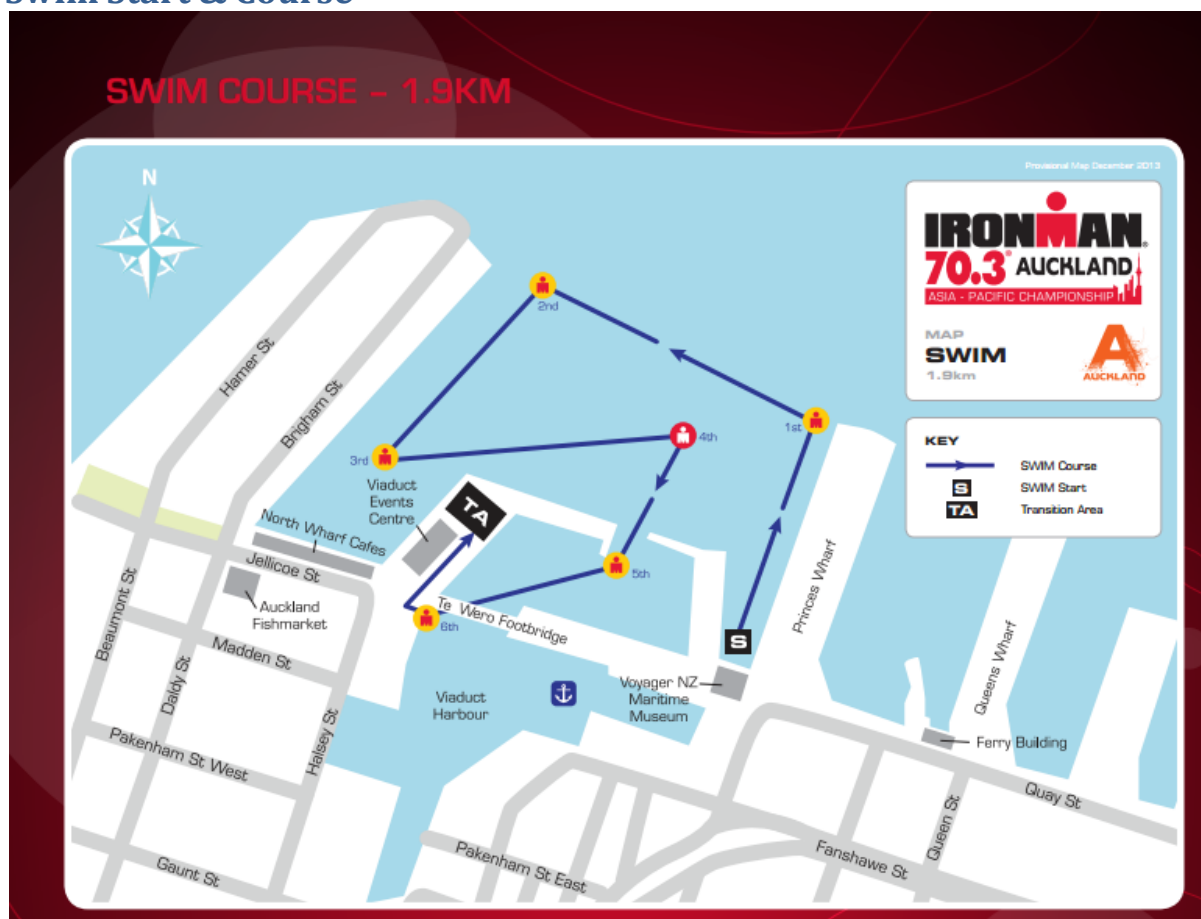 Swim Start & Course
SWIM COURSE – 1.9KM
Provisional Map December 2013
N
IRONMAN
70.3 AUCKLAND
ASIA - PACIFIC CHAMPIONSHIP
MAP
SWIM
1.9km
A
AUCKLAND
KEY
SWIM Course
S
SWIM Start
TA
Transition Area
2nd
1st
4th
3rd
5th
6th
Hamer St
Brigham St
Viaduct
Events
Centre
TA
North Wharf Cafes
Jellicoe St
Auckland
Fishmarket
Te Wero Footbridge
S
Princes Wharf
Queens Wharf
Beaumont St
Madden St
Daldy St
Halsey St
Viaduct
Harbour
Voyager NZ
Maritime
Museum
Ferry Building
Pakenham St West
Quay St
Queen St
Fanshawe St
Pakenham St East
Gaunt St